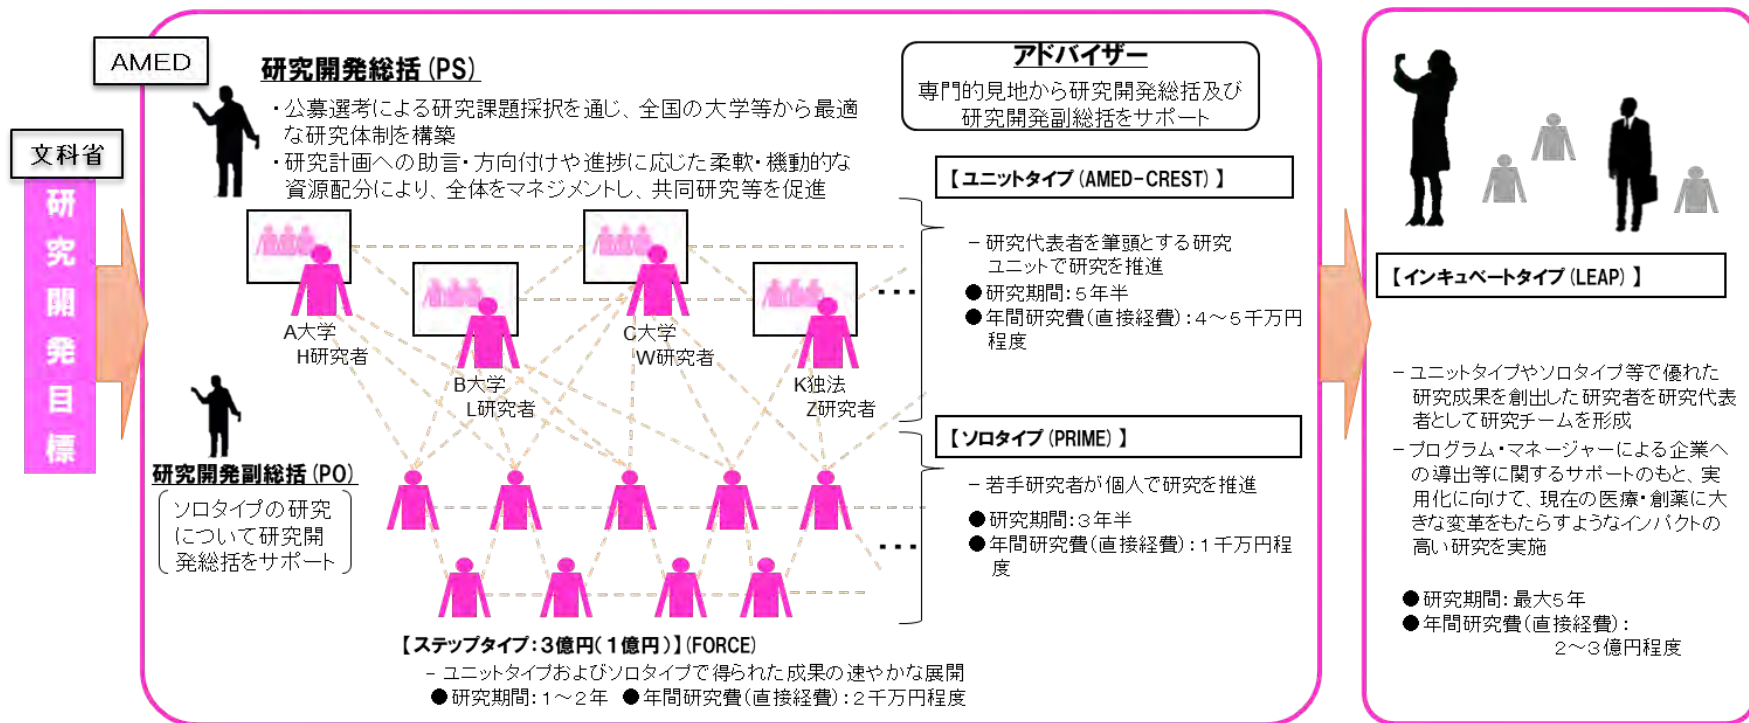 AMED
文科省
研究開発目標
研究開発総括(PS)
・公募選考による研究課題採択を通じ、全国の大学等から最適
な研究体制を構築
・研究計画への助言・方向付けや進捗に応じた柔軟・機動的な
資源配分により、全体をマネジメントし、共同研究等を促進
アドバイザー
専門的見地から研究開発総括及び
研究開発副総括をサポート
A大学
H研究者
B大学
L研究者
C大学
W研究者
K独法
Z研究者
…
研究開発副総括(PO)
ソロタイプの研究
について研究開
発総括をサポート
【ユニットタイプ(AMED-CREST)】
－研究代表者を筆頭とする研究
ユニットで研究を推進
●研究期間:5年半
●年間研究費(直接経費):4～5千万円
程度
【ソロタイプ(PRIME)】
－若手研究者が個人で研究を推進
●研究期間:3年半
●年間研究費(直接経費):1千万円程
度
…
【ステップタイプ:3億円(1億円)】(FORCE)
－ユニットタイプおよびソロタイプで得られた成果の速やかな展開
●研究期間:1～2年 ●年間研究費(直接経費):2千万円程度
【インキュベートタイプ(LEAP)】
－ユニットタイプやソロタイプ等で優れた
研究成果を創出した研究者を研究代表
者として研究チームを形成
－プログラム・マネージャーによる企業へ
の導出等に関するサポートのもと、実
用化に向けて、現在の医療・創薬に大
きな変革をもたらすようなインパクトの
高い研究を実施
●研究期間:最大5年
●年間研究費(直接経費):
2～3億円程度